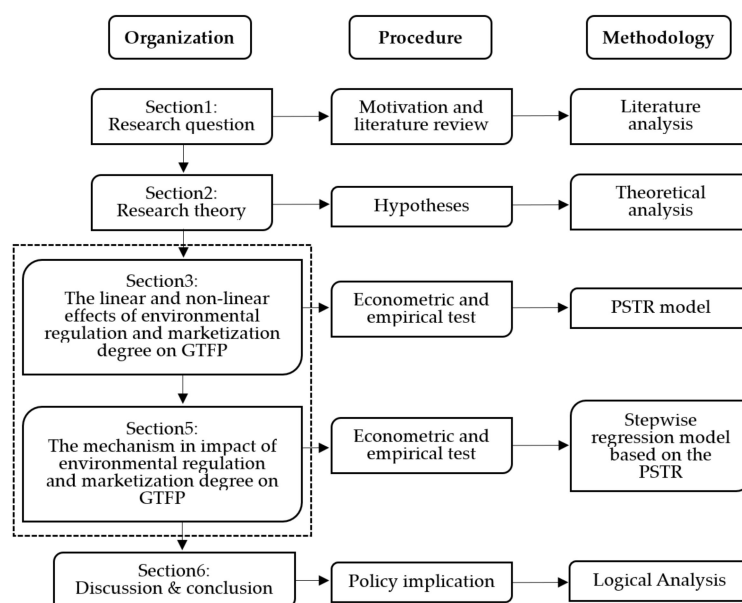 Organization
Procedure
Methodology
Section1:
Research question
Motivation and
literature review
Literature
analysis
Section2:
Research theory
Hypotheses
Theoretical
analysis
Section3:
The linear and non-linear
effects of environmental
regulation and marketization
degree on GTFP
Econometric and
empirical test
PSTR model
Section5:
The mechanism in impact of
environmental regulation
and marketization degree on
GTFP
Econometric and
empirical test
Stepwise
regression model
based on the
PSTR
Section6:
Discussion & conclusion
Policy implication
Logical Analysis